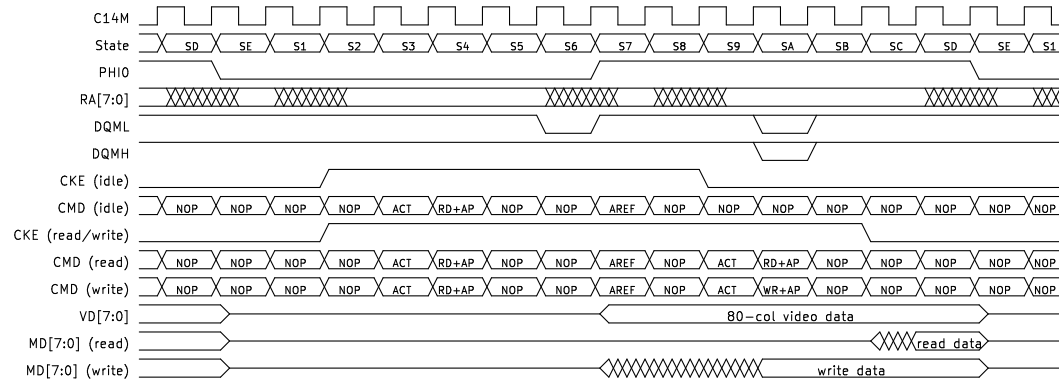 C14M
State SD SE S1 S2 S3 S4 S5 S6 S7 S8 S9 SA SB SC SD SE S1
PHI0
RA[7:0]
DQML
DQMH
CKE (idle)
CMD (idle) NOP NOP NOP NOP ACT RD+AP NOP NOP AREF NOP NOP NOP NOP NOP NOP NOP NOP
CKE (read/write)
CMD (read) NOP NOP NOP NOP ACT RD+AP NOP NOP AREF NOP ACT RD+AP NOP NOP NOP NOP NOP
CMD (write) NOP NOP NOP NOP ACT RD+AP NOP NOP AREF NOP ACT WR+AP NOP NOP NOP NOP NOP
VD[7:0] 80-col video data
MD[7:0] (read) read data
MD[7:0] (write) write data